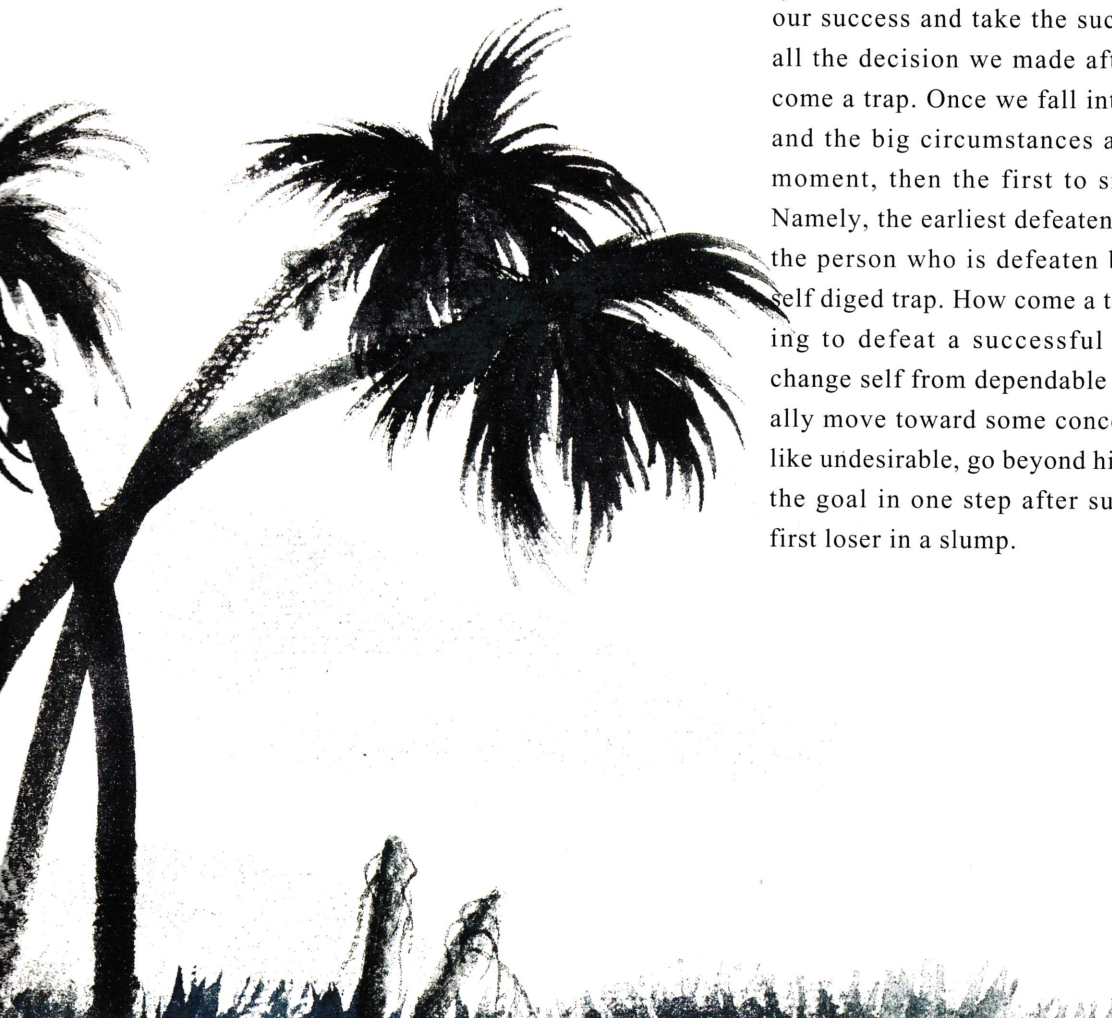 our success and take the suc
all the decision we made aft
come a trap. Once we fall int
and the big circumstances a
moment, then the first to s
Namely, the earliest defeaten
the person who is defeaten b
self diged trap. How come a t
ing to defeat a successful
change self from dependable
ally move toward some conce
like undesirable, go beyond hi
the goal in one step after su
first loser in a slump.